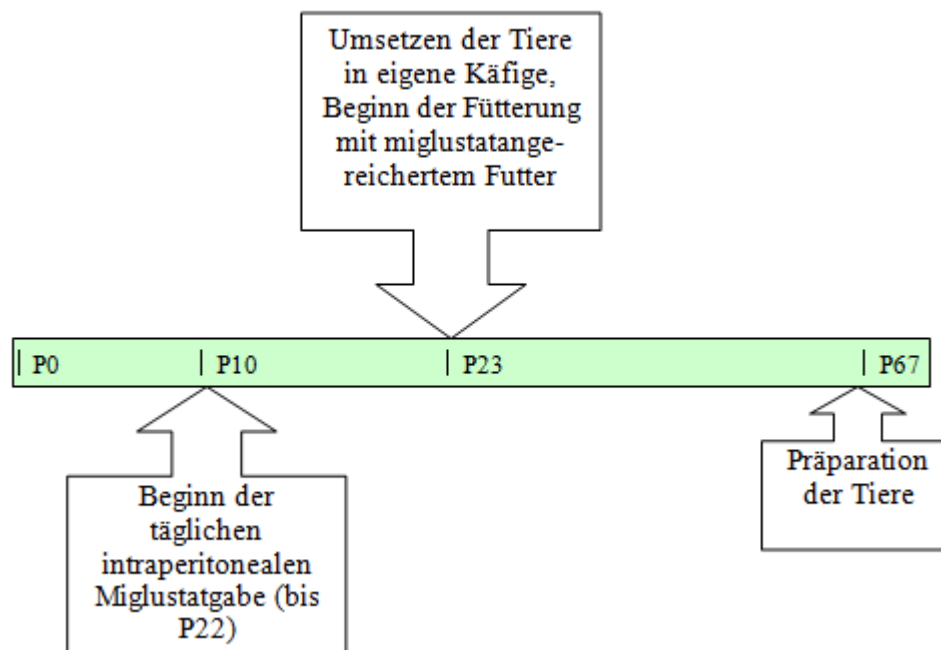 Umsetzen der Tiere
in eigene Käfige,
Beginn der Fütterung
mit miglustatange-
reichertem Futter
P0
P10
P23
P67
Beginn der
täglichen
intraperitonealen
Miglustatgabe (bis
P22)
Präparation
der Tiere